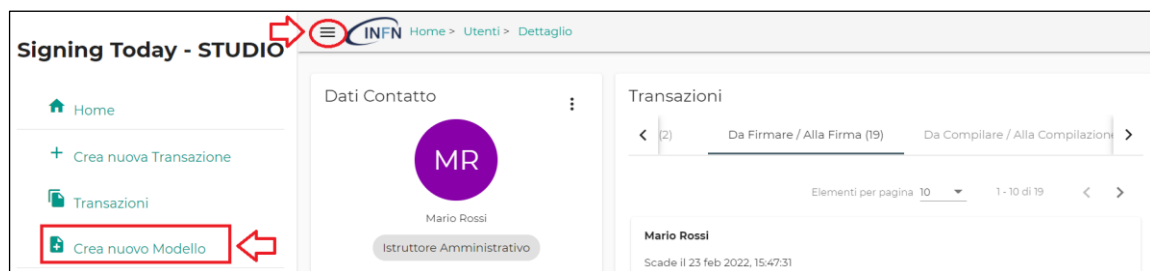 Signing Today - STUDIO
Home
Crea nuova Transazione
Transazioni
Crea nuovo Modello
INFN Home > Utenti > Dettaglio
Dati Contatto
MR
Mario Rossi
Istruttore Amministrativo
Transazioni
(2) Da Firmare / Alla Firma (19) Da Compilare / Alla Compilazione
Elementi per pagina 10 1 - 10 di 19
Mario Rossi
Scade il 23 feb 2022, 15:47:31